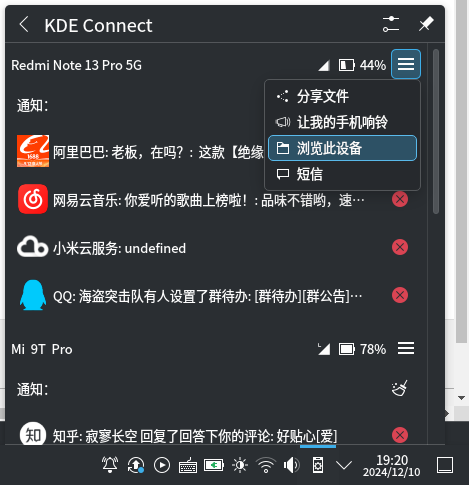 KDE Connect
Redmi Note 13 Pro 5G 44%
分享文件
让我的手机响铃
浏览此设备
短信
通知：
1688
阿里巴巴: 老板，在吗？: 这款【绝缘
网易云音乐: 你爱听的歌曲上榜啦！: 品味不错哟，速…
小米云服务: undefined
QQ: 海盗突击队有人设置了群待办: [群待办][群公告]…
Mi 9T Pro 78%
通知：
知
知乎: 寂寥长空 回复了回答下你的评论: 好贴心[爱]
19:20
2024/12/10